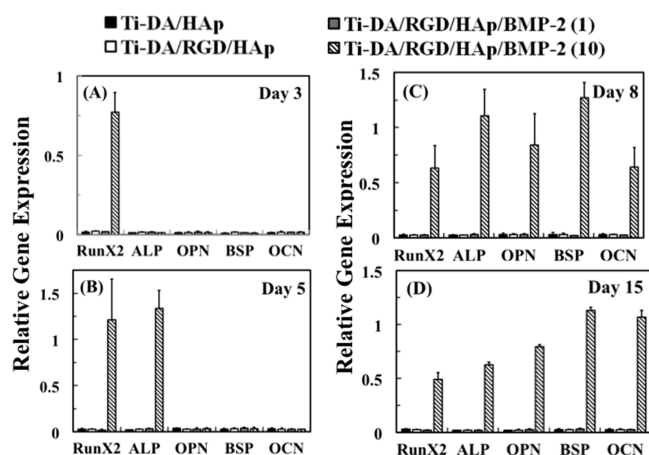 Ti-DA/HAp
Ti-DA/RGD/HAp
Ti-DA/RGD/HAp/BMP-2 (1)
Ti-DA/RGD/HAp/BMP-2 (10)
Relative Gene Expression
1
0.5
0
(A)
Day 3
RunX2 ALP OPN BSP OCN
1.5
1
0.5
0
(B)
Day 5
RunX2 ALP OPN BSP OCN
Relative Gene Expression
1.5
1
0.5
0
(C)
Day 8
RunX2 ALP OPN BSP OCN
1.5
1
0.5
0
(D)
Day 15
RunX2 ALP OPN BSP OCN